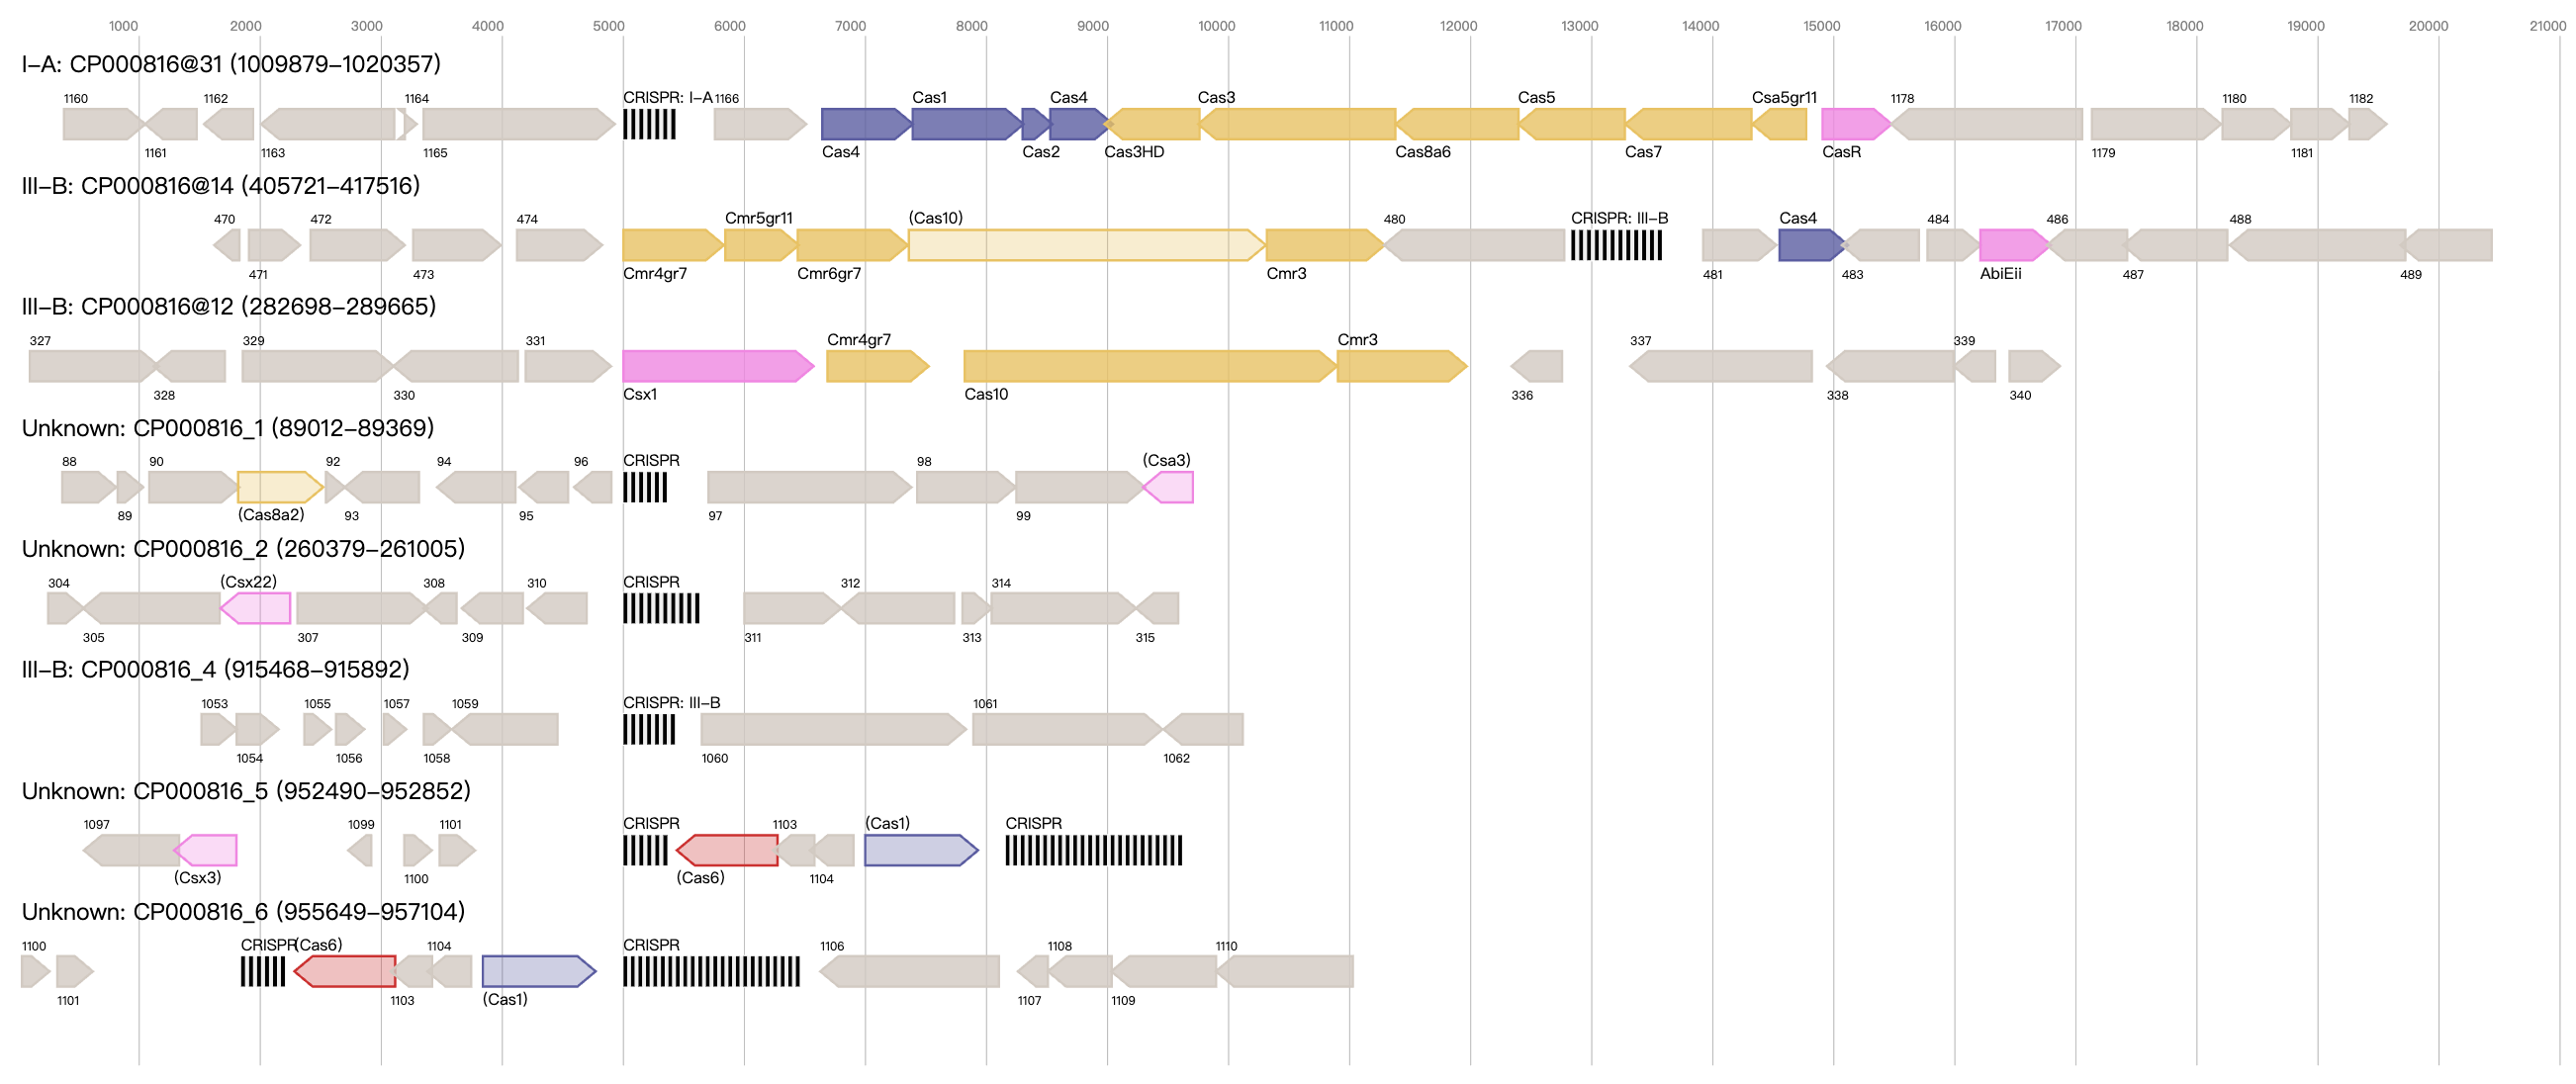 1000 2000 3000 4000 5000 6000 7000 8000 9000 10000 11000 12000 13000 14000 15000 16000 17000 18000 19000 20000 21000
I-A: CP000816@31 (1009879-1020357)
1160 1162 1164 CRISPR: I-A 1166 Cas1 Cas4 Cas3 Cas5 Csa5gr11 1178 1180 1182
1161 1163 1165 Cas4 Cas2 Cas3HD Cas8a6 Cas7 CasR 1179 1181
III-B: CP000816@14 (405721-417516)
470 472 474 Cmr5gr11 (Cas10) 480 CRISPR: III-B Cas4 484 486 488
471 473 Cmr4gr7 Cmr6gr7 Cmr3 481 483 AbiEii 487 489
III-B: CP000816@12 (282698-289665)
327 329 331 Cmr4gr7 Cmr3 337 339
328 330 Csx1 Cas10 336 338 340
Unknown: CP000816_1 (89012-89369)
88 90 92 94 96 CRISPR 98 (Csa3)
89 (Cas8a2) 93 95 97 99
Unknown: CP000816_2 (260379-261005)
304 (Csx22) 308 310 CRISPR 312 314
305 307 309 311 313 315
III-B: CP000816_4 (915468-915892)
1053 1055 1057 1059 CRISPR: III-B 1061
1054 1056 1058 1060 1062
Unknown: CP000816_5 (952490-952852)
1097 1099 1101 CRISPR 1103 (Cas1) CRISPR
(Csx3) 1100 (Cas6) 1104
Unknown: CP000816_6 (955649-957104)
1100 CRISPR (Cas6) 1104 CRISPR 1106 1108 1110
1101 1103 (Cas1) 1107 1109